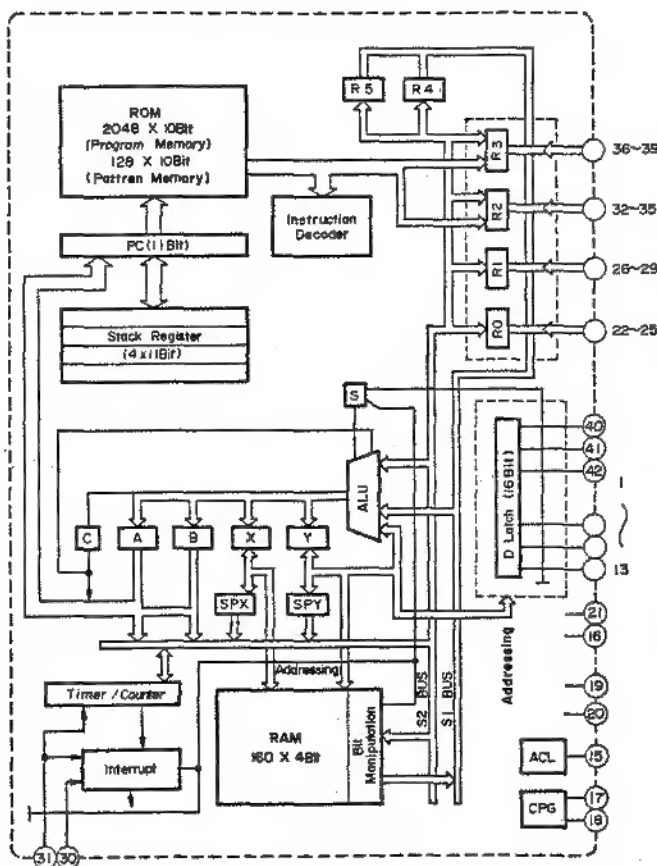 ROM
2048 X 10Bit
(Program Memory)
128 X 10Bit
(Pattren Memory)
R5
R4
R3
36~39
R2
32~35
R1
26~29
R0
22~25
Instruction
Decoder
PC(11Bit)
Stack Register
(4x11Bit)
S
ALU
D Latch (16Bit)
40
41
42
1
13
C
A
B
X
Y
SPX
SPY
21
16
Addressing
Addressing
19
20
Timer/Counter
Interrupt
RAM
160 X 4Bit
Bit
Manipulation
S2 BUS
S1 BUS
ACL
15
CPG
17
18
31
30